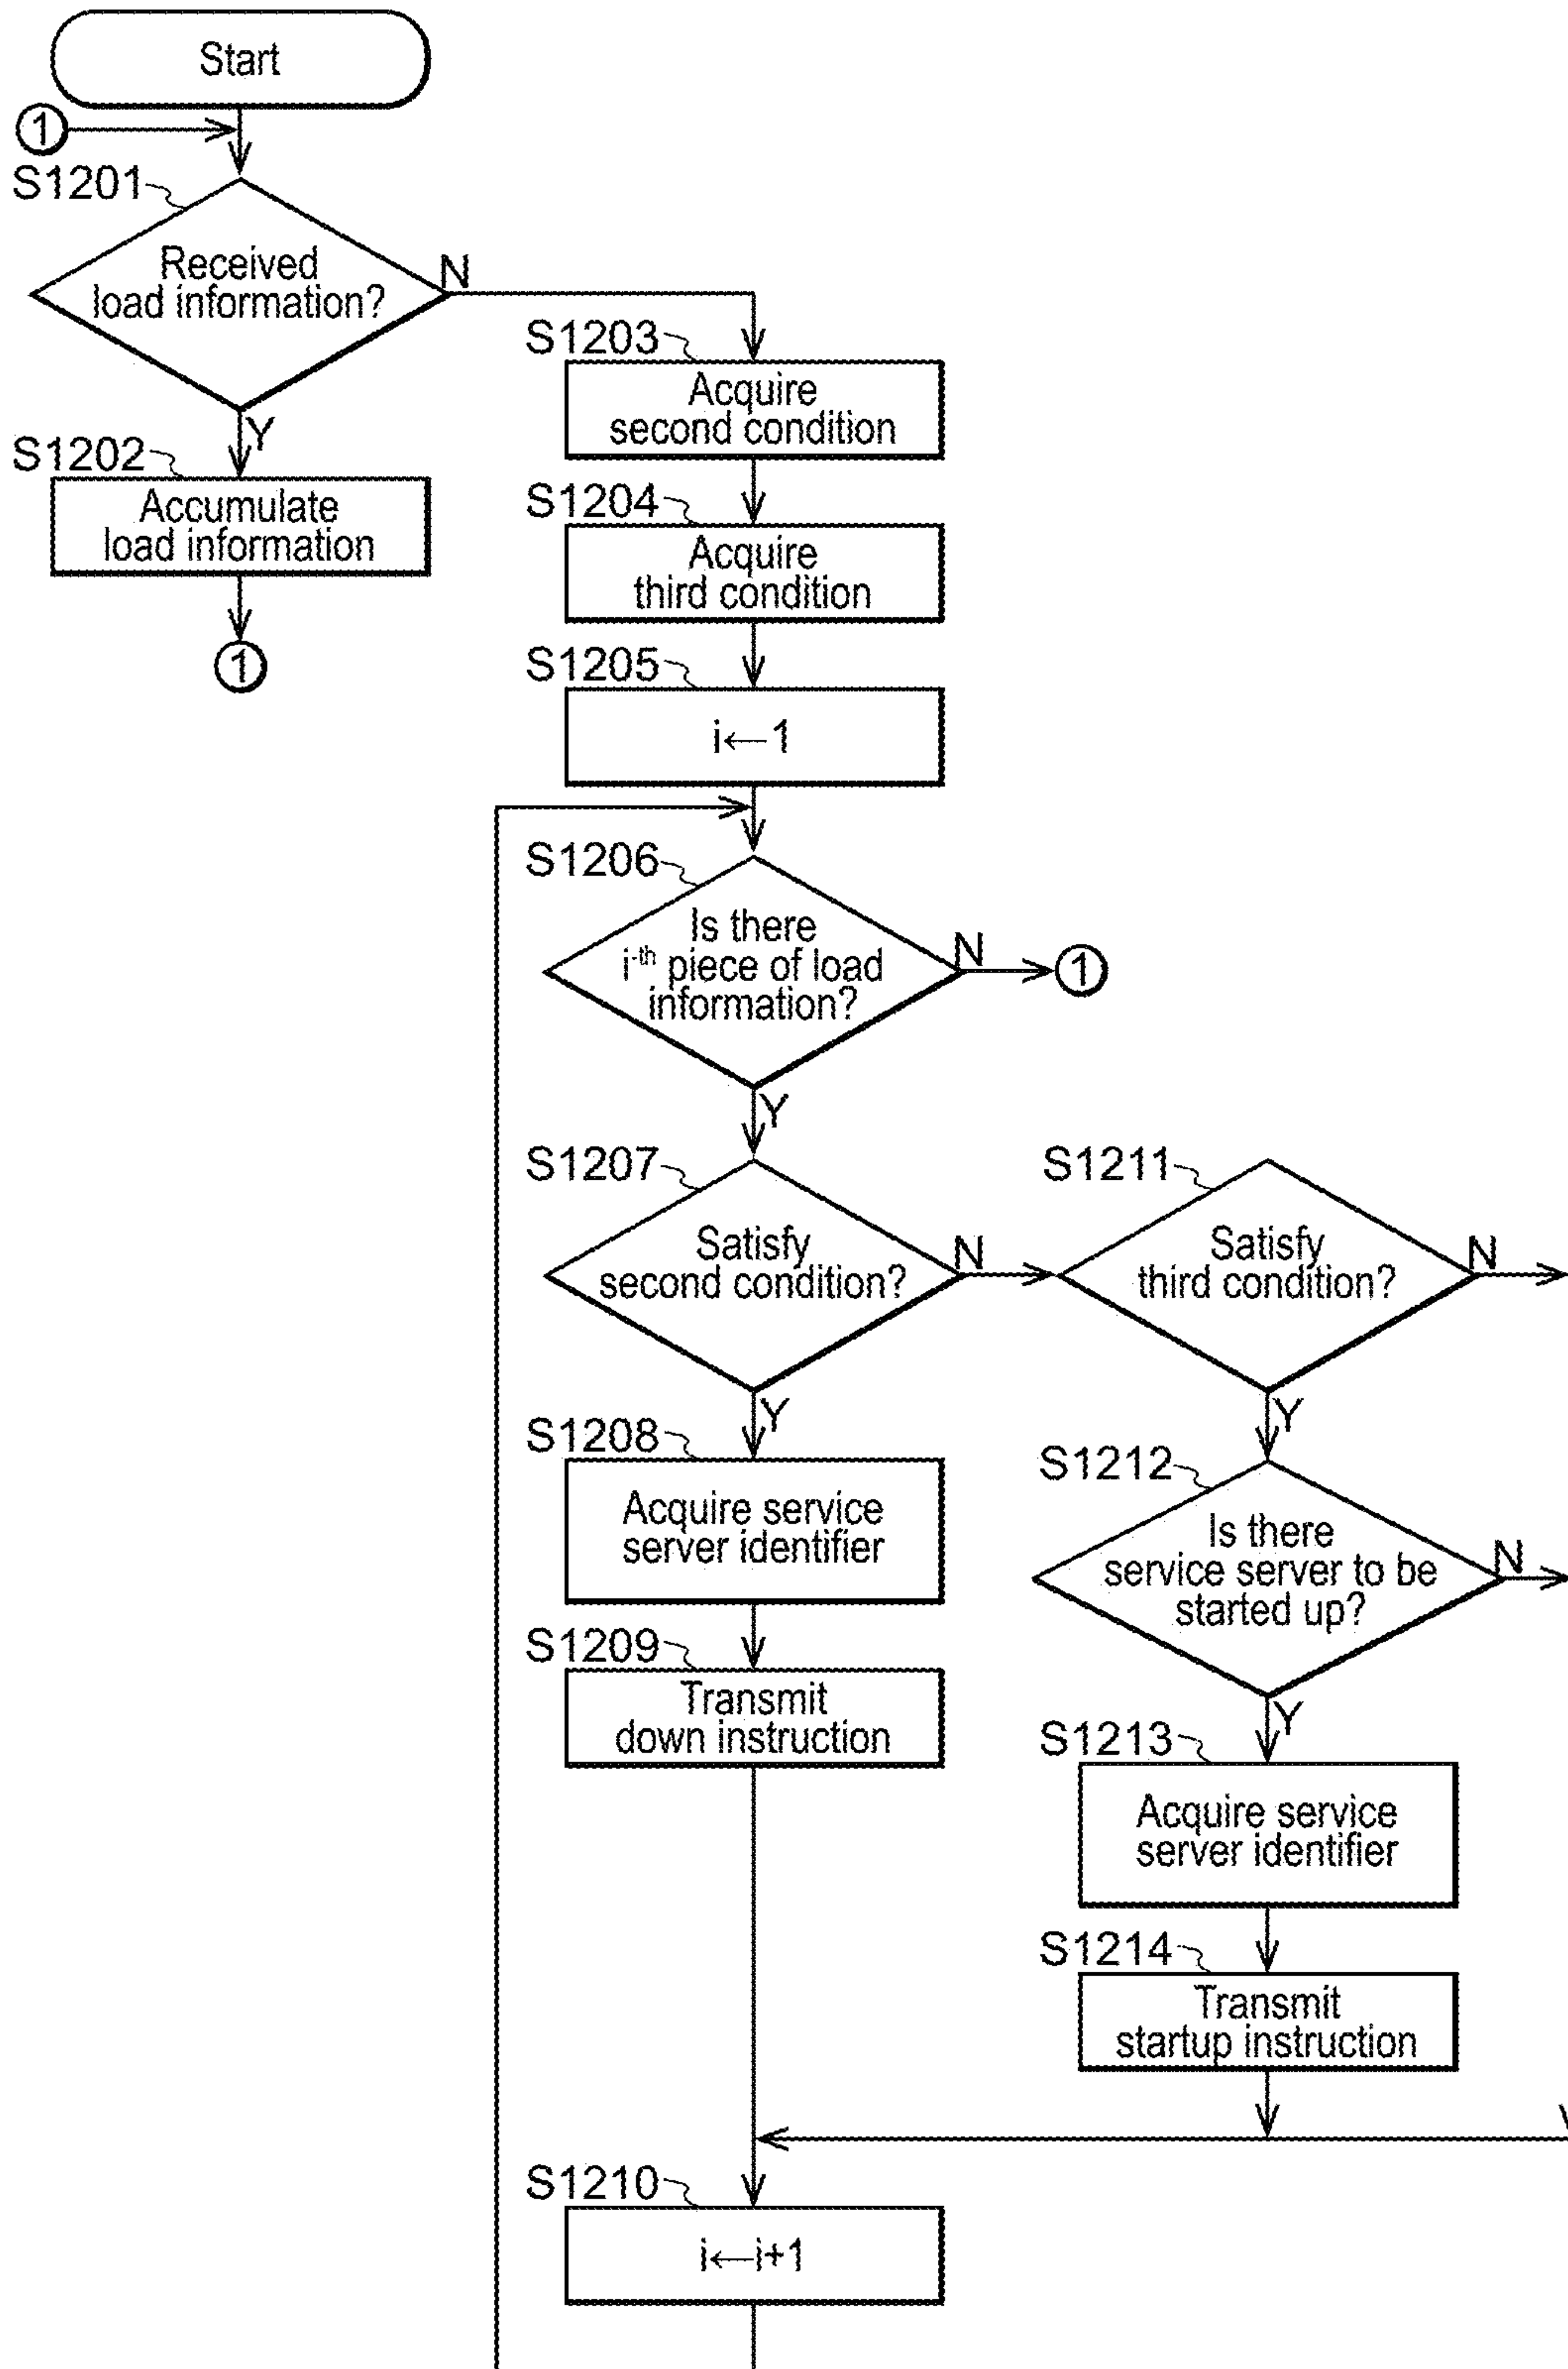 Start
1
S1201
Received
load information?
N
Y
S1202
Accumulate
load information
1
S1203
Acquire
second condition
S1204
Acquire
third condition
S1205
i←1
S1206
Is there
i-th piece of load
information?
N
1
Y
S1207
Satisfy
second condition?
N
Y
S1208
Acquire service
server identifier
S1209
Transmit
down instruction
S1211
Satisfy
third condition?
N
Y
S1212
Is there
service server to be
started up?
N
Y
S1213
Acquire service
server identifier
S1214
Transmit
startup instruction
S1210
i←i+1